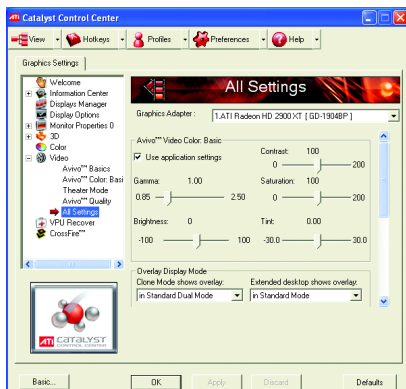 ATI Catalyst Control Center
View Hotkeys Profiles Preferences Help
Graphics Settings
Welcome
Information Center
Displays Manager
Display Options
Monitor Properties 0
3D
Color
Video
Avivo™ Basics
Avivo™ Color: Basi
Theater Mode
Avivo™ Quality
All Settings
VPU Recover
CrossFire™
ATI CATALYST
CONTROL CENTER
All Settings
Graphics Adapter :
1.ATI Radeon HD 2900 XT [ GD-1904BP ]
Avivo™ Video Color: Basic
Use application settings
Contrast: 100
0 200
Gamma: 1.00
0.85 2.50
Saturation: 100
0 200
Brightness: 0
-100 100
Tint: 0.00
-30.0 30.0
Overlay Display Mode
Clone Mode shows overlay:
in Standard Dual Mode
Extended desktop shows overlay:
in Standard Mode
Basic... OK Apply Discard Defaults